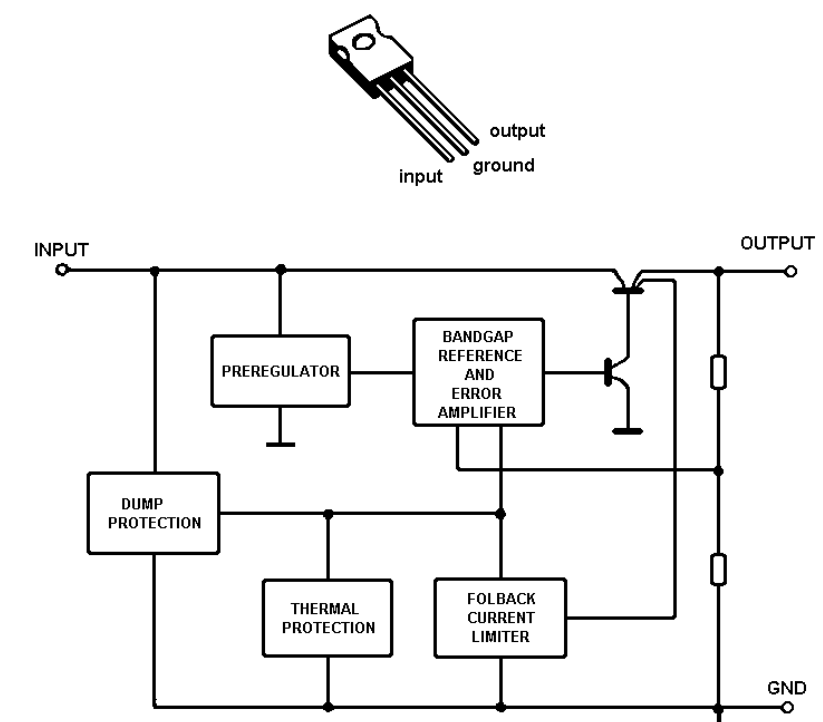 output
ground
input
INPUT
OUTPUT
PREREGULATOR
BANDGAP
REFERENCE
AND
ERROR
AMPLIFIER
DUMP
PROTECTION
THERMAL
PROTECTION
FOLBACK
CURRENT
LIMITER
GND